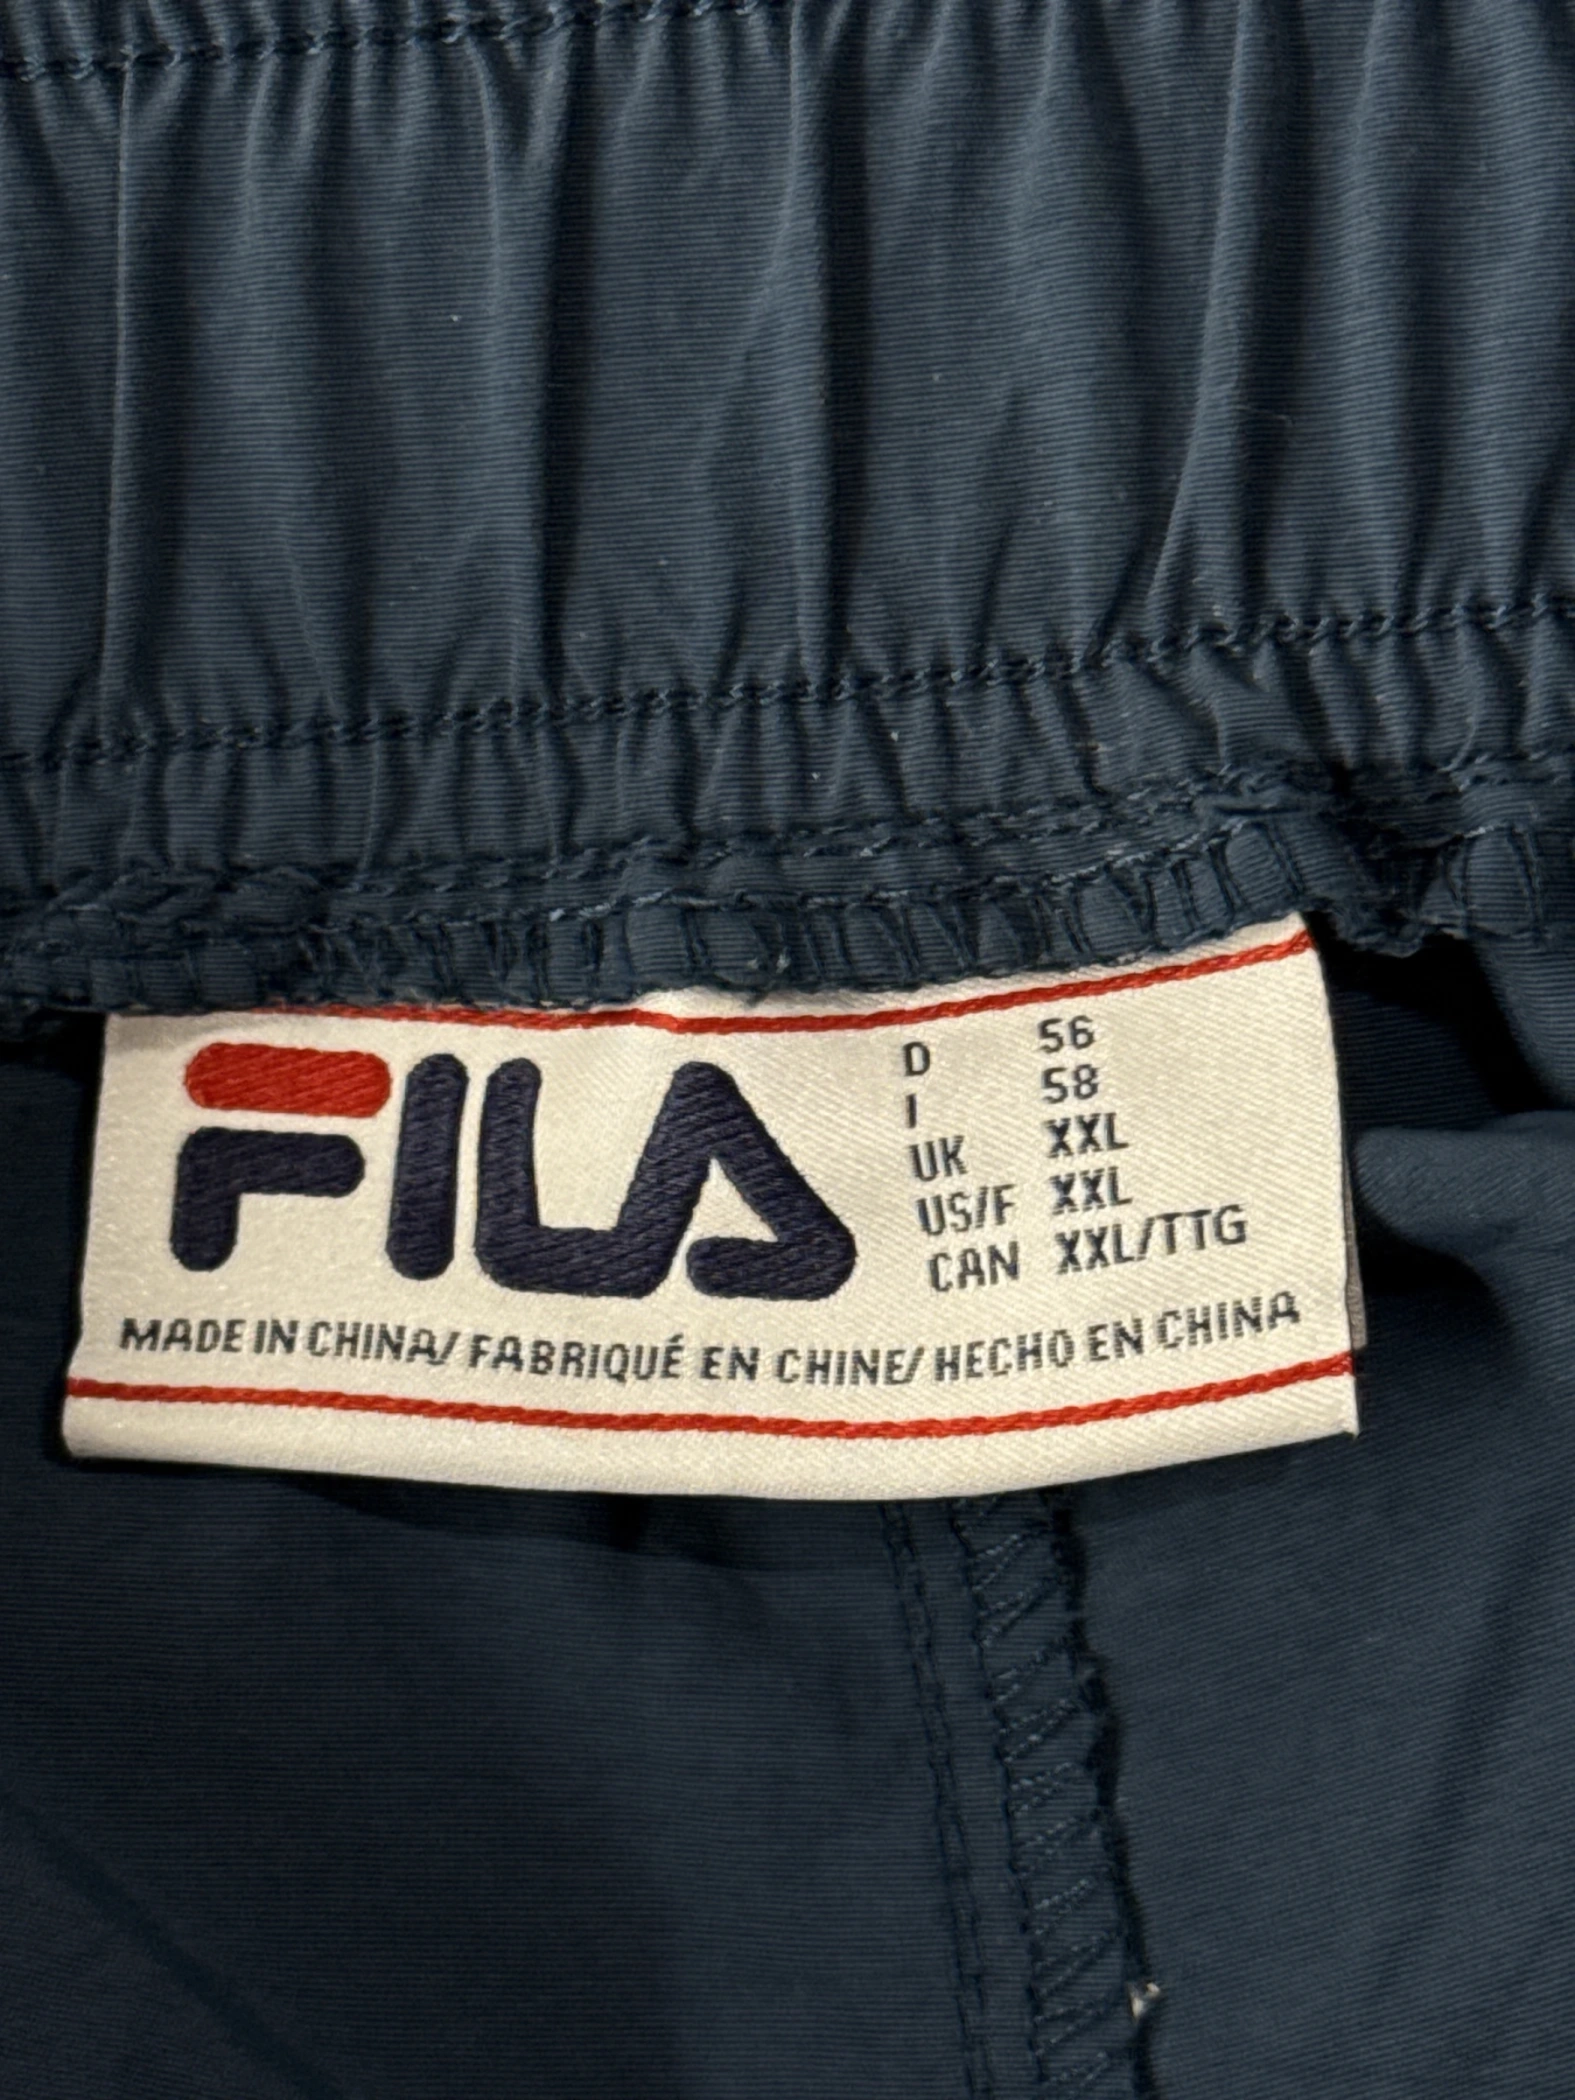 FILA
D 56
I 58
UK XXL
US/F XXL
CAN XXL/TTG
MADE IN CHINA/ FABRIQUÉ EN CHINE/ HECHO EN CHINA